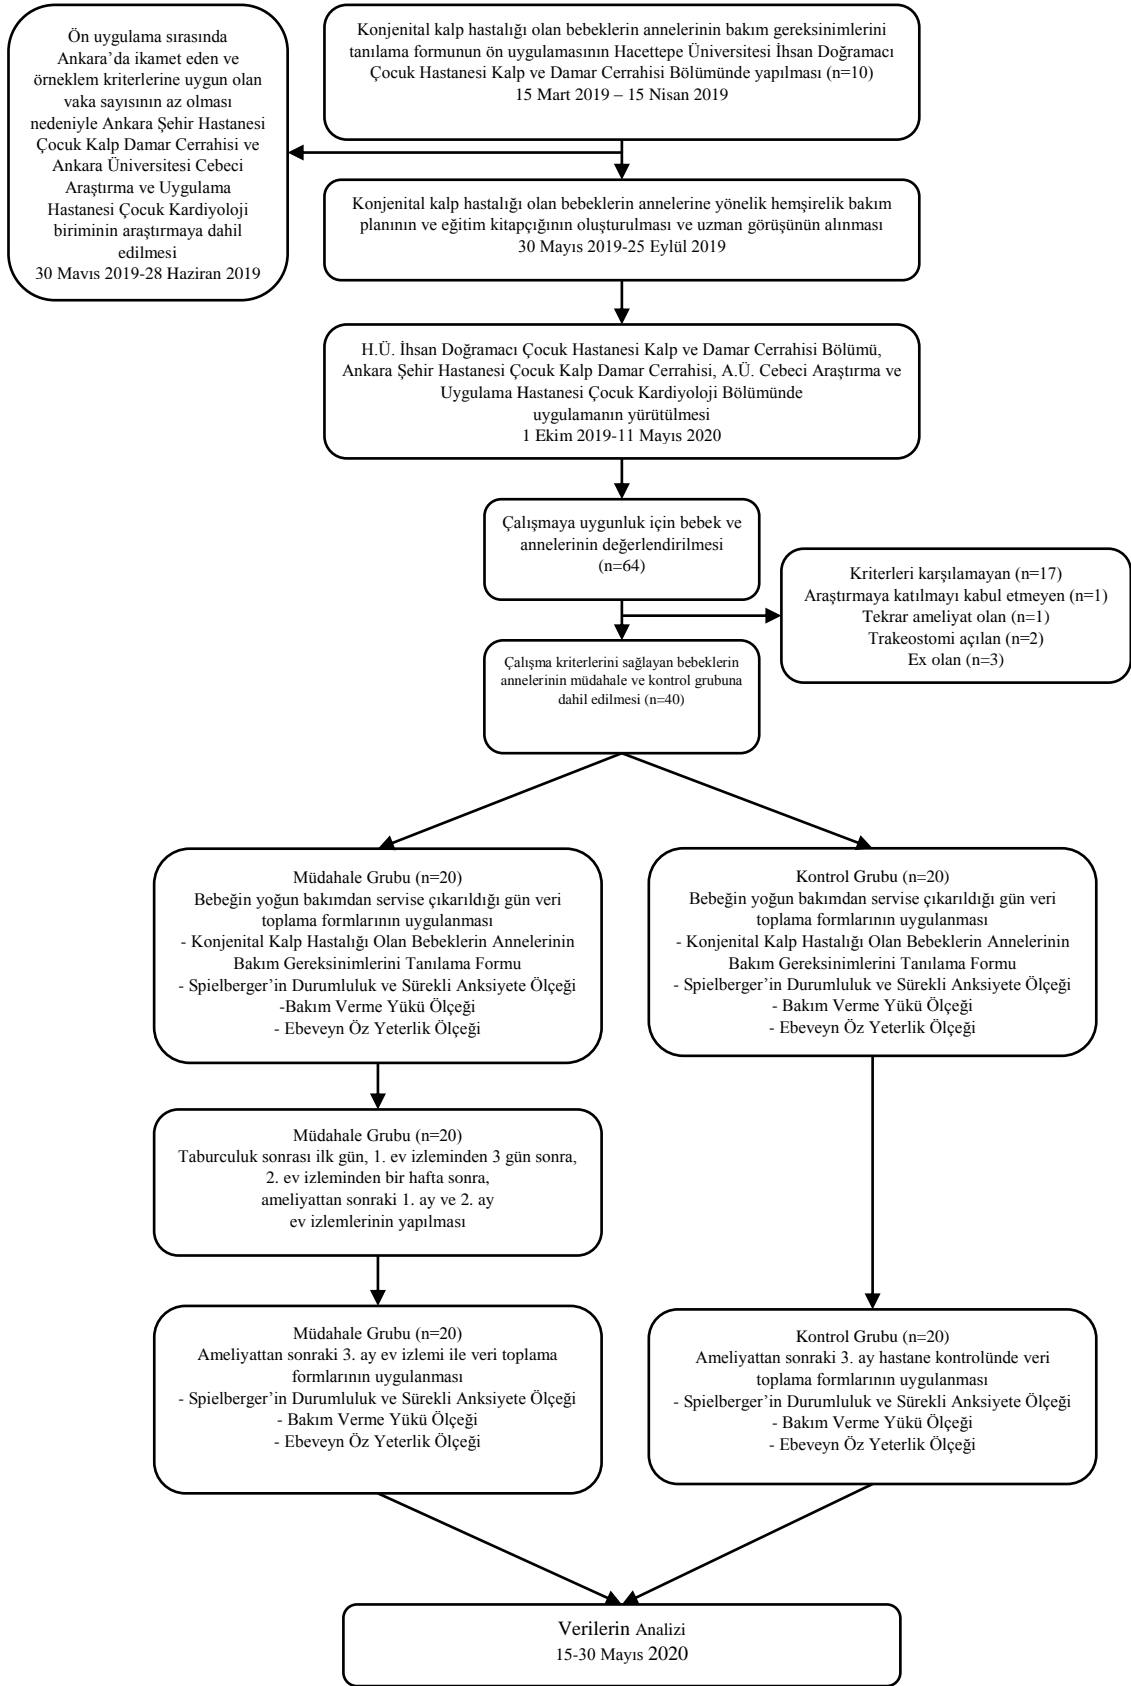 Konjenital kalp hastalığı olan bebeklerin annelerinin bakım gereksinimlerini
tanılama formunun ön uygulamasının Hacettepe Üniversitesi İhsan Doğramacı
Çocuk Hastanesi Kalp ve Damar Cerrahisi Bölümünde yapılması (n=10)
15 Mart 2019 – 15 Nisan 2019
Ön uygulama sırasında
Ankara'da ikamet eden ve
örneklem kriterlerine uygun olan
vaka sayısının az olması
nedeniyle Ankara Şehir Hastanesi
Çocuk Kalp Damar Cerrahisi ve
Ankara Üniversitesi Cebeci
Araştırma ve Uygulama
Hastanesi Çocuk Kardiyoloji
biriminin araştırmaya dahil
edilmesi
30 Mayıs 2019-28 Haziran 2019
Konjenital kalp hastalığı olan bebeklerin annelerine yönelik hemşirelik bakım
planının ve eğitim kitapçığının oluşturulması ve uzman görüşünün alınması
30 Mayıs 2019-25 Eylül 2019
H.Ü. İhsan Doğramacı Çocuk Hastanesi Kalp ve Damar Cerrahisi Bölümü,
Ankara Şehir Hastanesi Çocuk Kalp Damar Cerrahisi, A.Ü. Cebeci Araştırma ve
Uygulama Hastanesi Çocuk Kardiyoloji Bölümünde
uygulamanın yürütülmesi
1 Ekim 2019-11 Mayıs 2020
Çalışmaya uygunluk için bebek ve
annelerinin değerlendirilmesi
(n=64)
Kriterleri karşılamayan (n=17)
Araştırmaya katılmayı kabul etmeyen (n=1)
Tekrar ameliyat olan (n=1)
Trakeostomi açılan (n=2)
Ex olan (n=3)
Çalışma kriterlerini sağlayan bebeklerin
annelerinin müdahale ve kontrol grubuna
dahil edilmesi (n=40)
Müdahale Grubu (n=20)
Bebeğin yoğun bakımdan servise çıkarıldığı gün veri
toplama formlarının uygulanması
- Konjenital Kalp Hastalığı Olan Bebeklerin Annelerinin
Bakım Gereksinimlerini Tanılama Formu
- Spielberger'in Durumluluk ve Sürekli Anksiyete Ölçeği
-Bakım Verme Yükü Ölçeği
- Ebeveyn Öz Yeterlik Ölçeği
Kontrol Grubu (n=20)
Bebeğin yoğun bakımdan servise çıkarıldığı gün veri
toplama formlarının uygulanması
- Konjenital Kalp Hastalığı Olan Bebeklerin Annelerinin
Bakım Gereksinimlerini Tanılama Formu
- Spielberger'in Durumluluk ve Sürekli Anksiyete Ölçeği
- Bakım Verme Yükü Ölçeği
- Ebeveyn Öz Yeterlik Ölçeği
Müdahale Grubu (n=20)
Taburculuk sonrası ilk gün, 1. ev izleminden 3 gün sonra,
2. ev izleminden bir hafta sonra,
ameliyattan sonraki 1. ay ve 2. ay
ev izlemlerinin yapılması
Müdahale Grubu (n=20)
Ameliyattan sonraki 3. ay ev izlemi ile veri toplama
formlarının uygulanması
- Spielberger'in Durumluluk ve Sürekli Anksiyete Ölçeği
- Bakım Verme Yükü Ölçeği
- Ebeveyn Öz Yeterlik Ölçeği
Kontrol Grubu (n=20)
Ameliyattan sonraki 3. ay hastane kontrolünde veri
toplama formlarının uygulanması
- Spielberger'in Durumluluk ve Sürekli Anksiyete Ölçeği
- Bakım Verme Yükü Ölçeği
- Ebeveyn Öz Yeterlik Ölçeği
Verilerin Analizi
15-30 Mayıs 2020